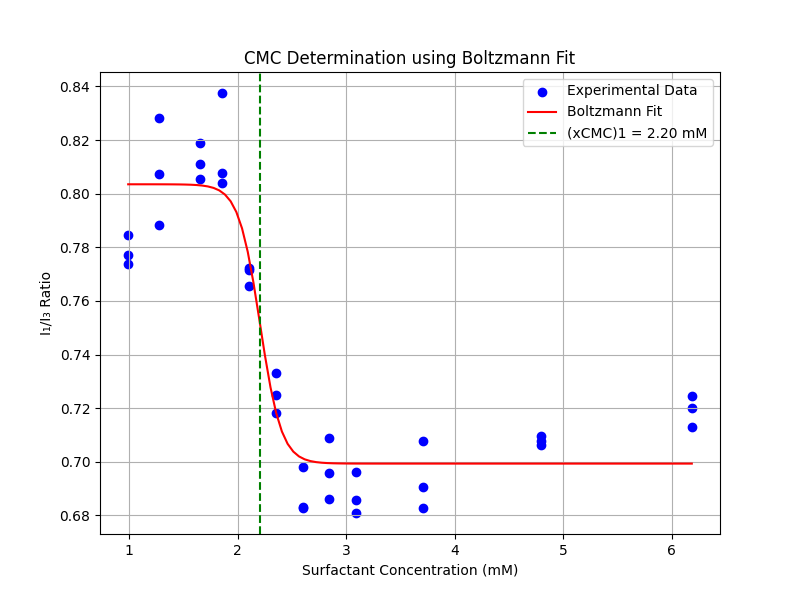 CMC Determination using Boltzmann Fit
Experimental Data
Boltzmann Fit
(xCMC)1 = 2.20 mM
I₁/I₃ Ratio
0.84
0.82
0.80
0.78
0.76
0.74
0.72
0.70
0.68
1 2 3 4 5 6
Surfactant Concentration (mM)